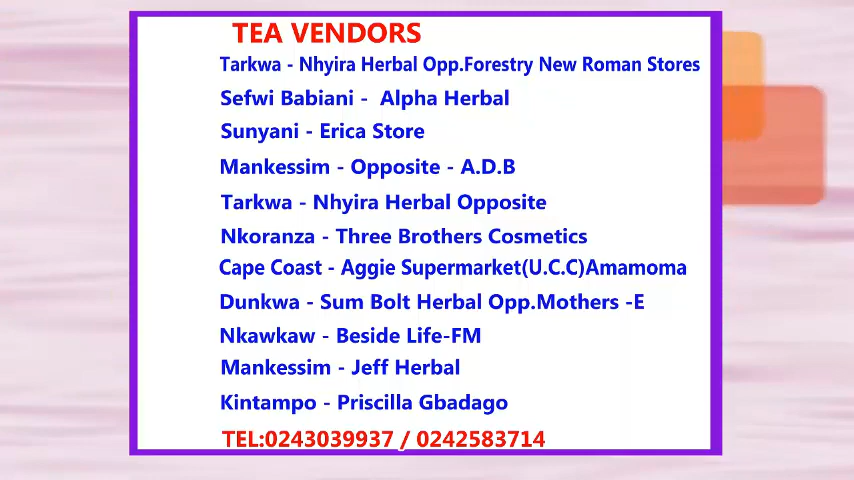 TEA VENDORS
Tarkwa - Nhyira Herbal Opp.Forestry New Roman Stores
Sefwi Babiani - Alpha Herbal
Sunyani - Erica Store
Mankessim - Opposite - A.D.B
Tarkwa - Nhyira Herbal Opposite
Nkoranza - Three Brothers Cosmetics
Cape Coast - Aggie Supermarket(U.C.C)Amamoma
Dunkwa - Sum Bolt Herbal Opp.Mothers -E
Nkawkaw - Beside Life-FM
Mankessim - Jeff Herbal
Kintampo - Priscilla Gbadago
TEL:0243039937 / 0242583714